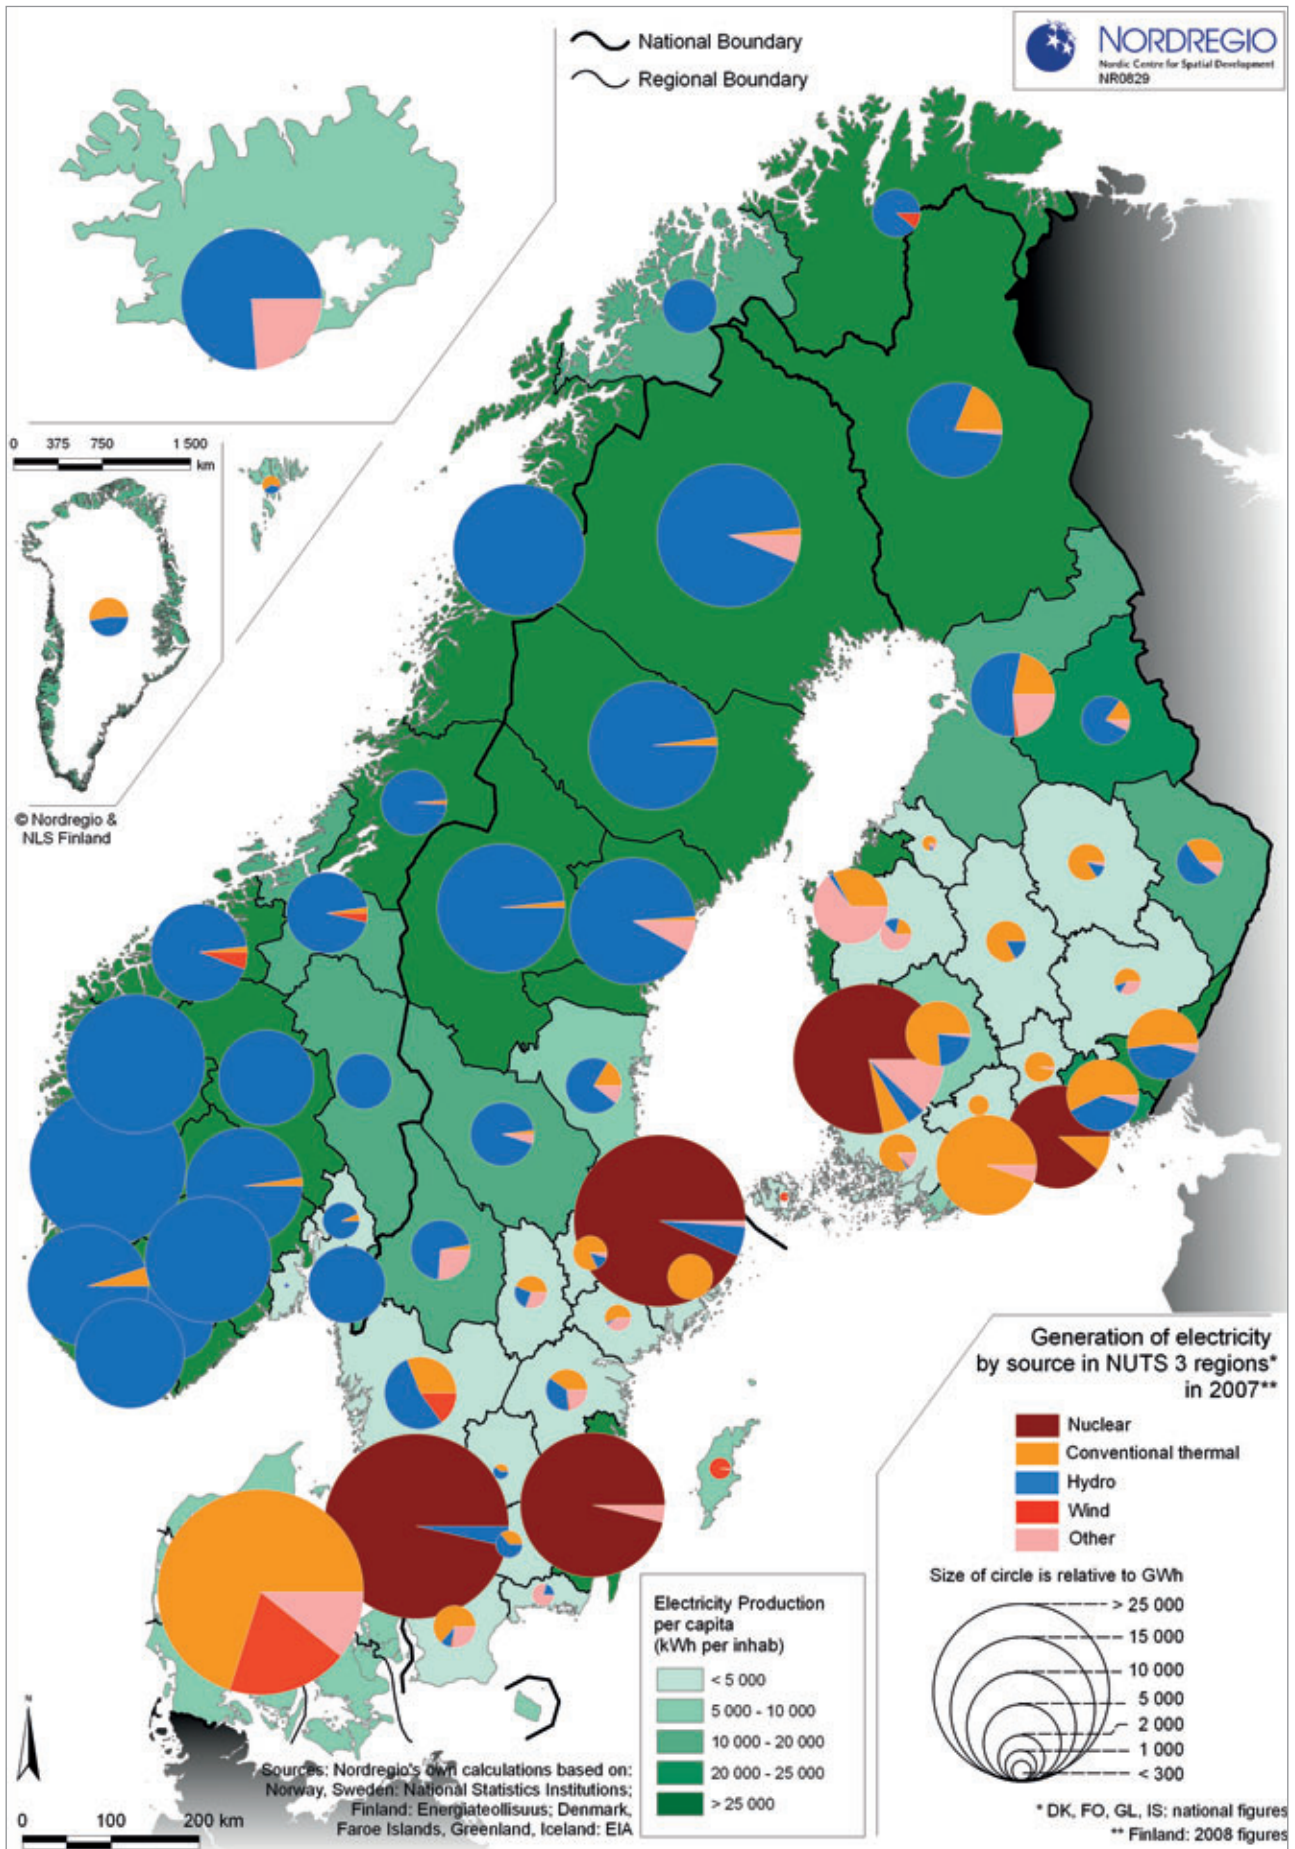 National Boundary
Regional Boundary
NORDREGIO
Nordic Centre for Spatial Development
NR0829
0 375 750 1 500
km
© Nordregio &
NLS Finland
Generation of electricity
by source in NUTS 3 regions*
in 2007**
Nuclear
Conventional thermal
Hydro
Wind
Other
Size of circle is relative to GWh
> 25 000
15 000
10 000
5 000
2 000
1 000
< 300
Electricity Production
per capita
(kWh per inhab)
< 5 000
5 000 - 10 000
10 000 - 20 000
20 000 - 25 000
> 25 000
N
Sources: Nordregio's own calculations based on:
Norway, Sweden: National Statistics Institutions;
Finland: Energiateollisuus; Denmark,
Faroe Islands, Greenland, Iceland: EIA
0 100 200 km
* DK, FO, GL, IS: national figures
** Finland: 2008 figures